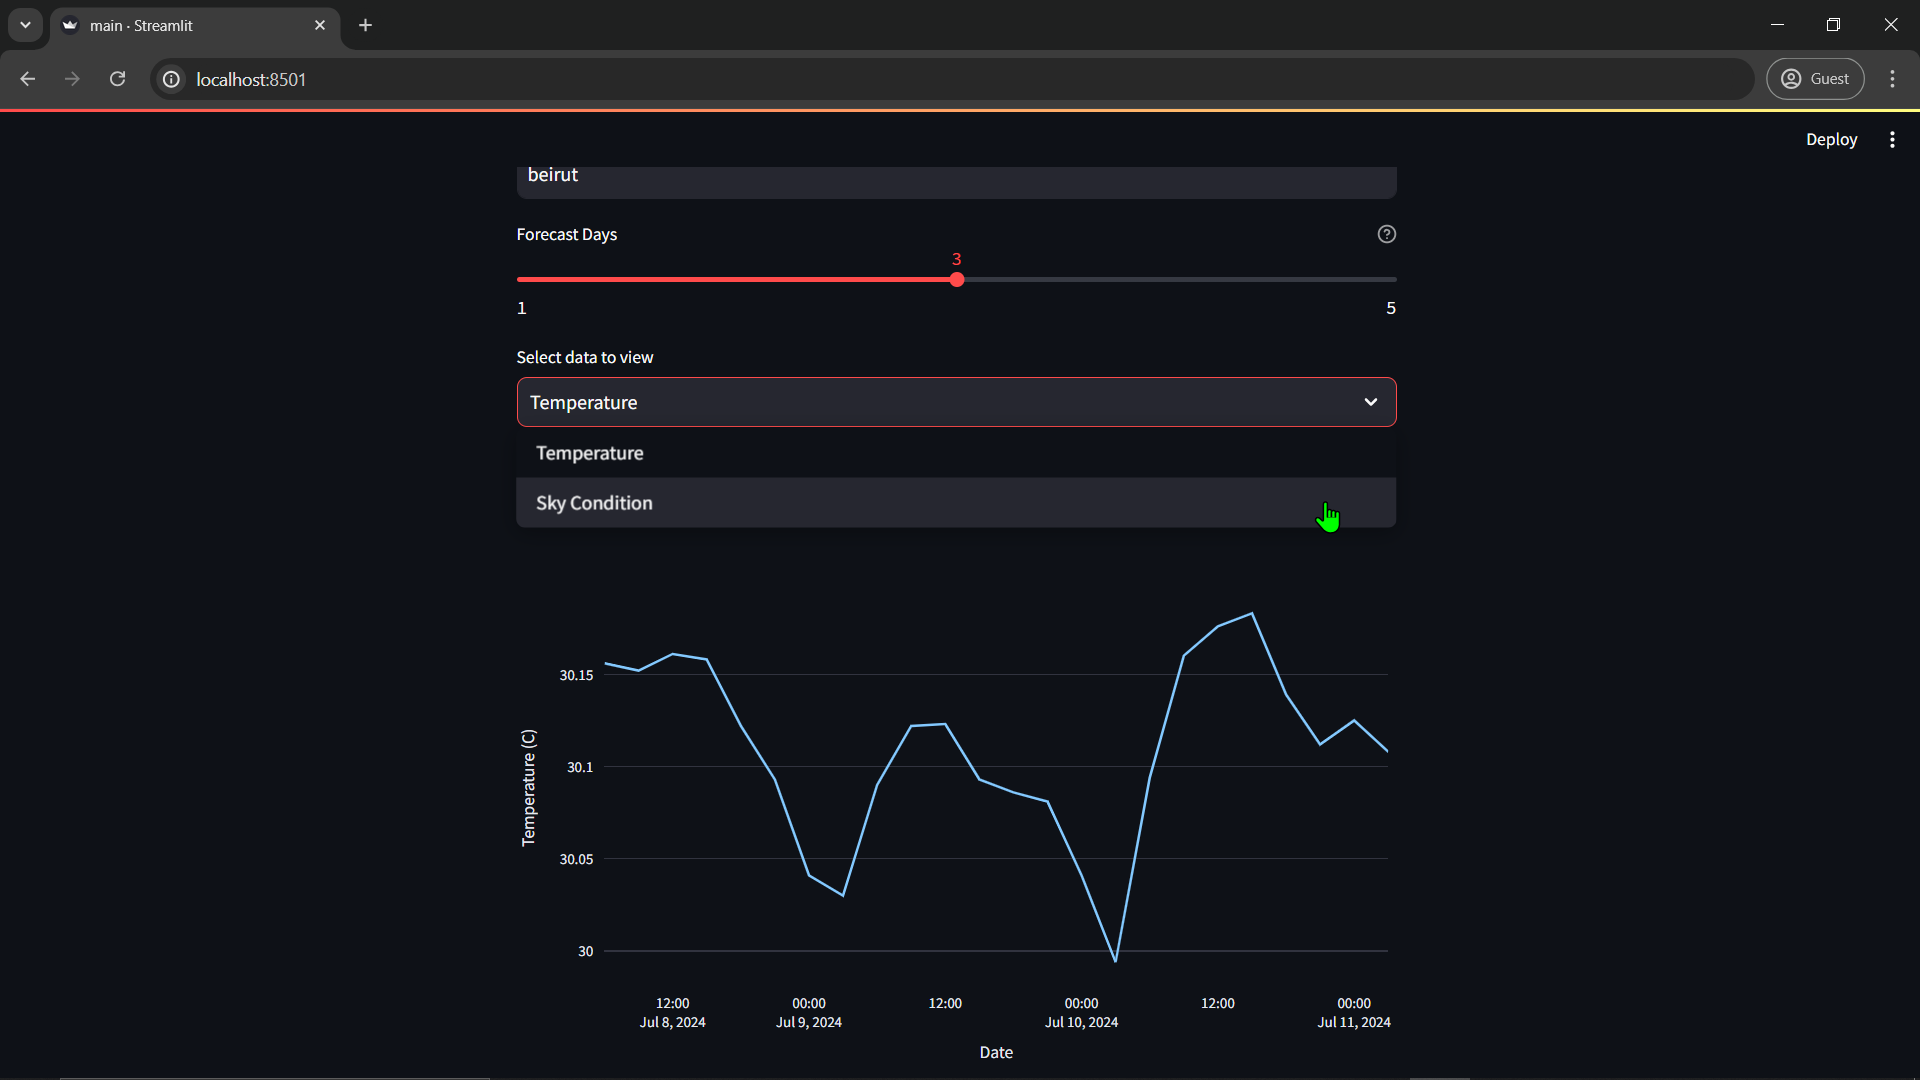 main · Streamlit
localhost:8501
Guest
Deploy
beirut
Forecast Days
3
1
5
Select data to view
Temperature
Temperature
Sky Condition
30.15
30.1
30.05
30
Temperature (C)
12:00
Jul 8, 2024
00:00
Jul 9, 2024
12:00
00:00
Jul 10, 2024
12:00
00:00
Jul 11, 2024
Date